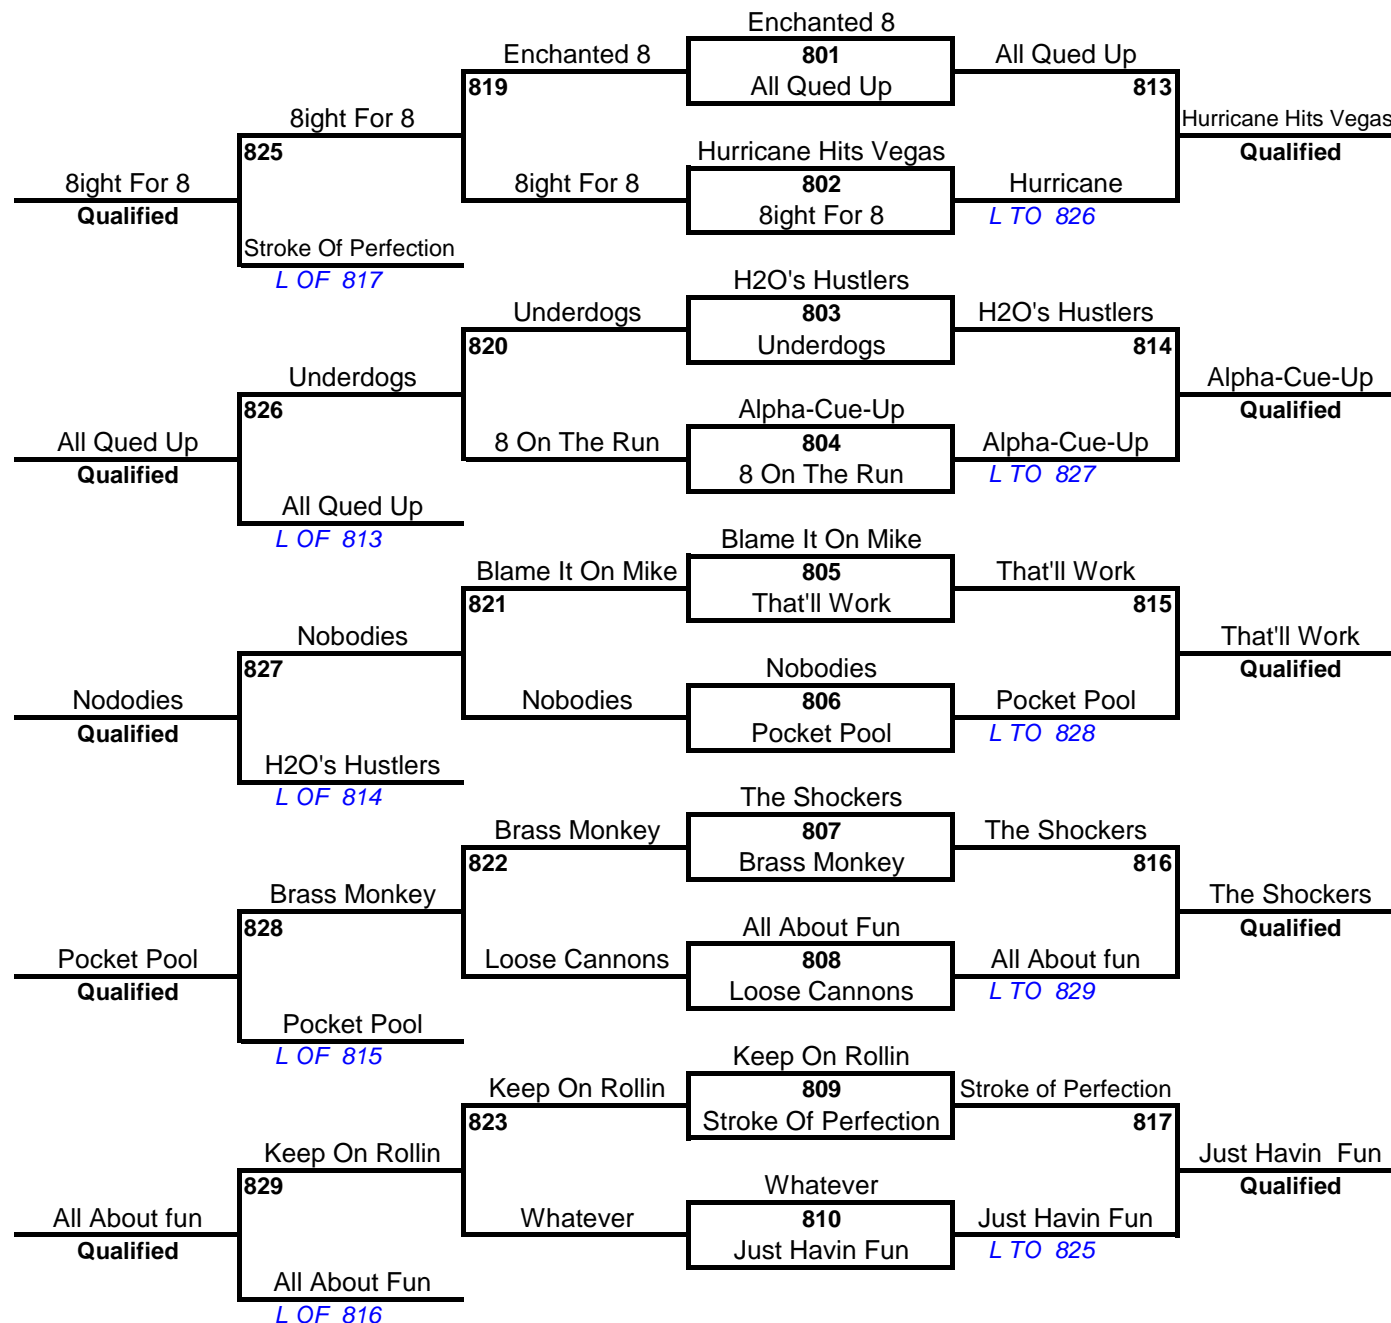 Enchanted 8
Enchanted 8 801 All Qued Up
819 All Qued Up 813
8ight For 8 Hurricane Hits Vegas
825 Hurricane Hits Vegas Qualified
8ight For 8 8ight For 8 802 Hurricane
Qualified 8ight For 8 L TO 826
Stroke Of Perfection
L OF 817 H2O's Hustlers
Underdogs 803 H2O's Hustlers
820 Underdogs 814
Underdogs Alpha-Cue-Up
826 Alpha-Cue-Up Qualified
All Qued Up 8 On The Run 804 Alpha-Cue-Up
Qualified 8 On The Run L TO 827
All Qued Up
L OF 813 Blame It On Mike
Blame It On Mike 805 That'll Work
821 That'll Work 815
Nobodies That'll Work
827 Nobodies Qualified
Nododies Nobodies 806 Pocket Pool
Qualified Pocket Pool L TO 828
H2O's Hustlers
L OF 814 The Shockers
Brass Monkey 807 The Shockers
822 Brass Monkey 816
Brass Monkey The Shockers
828 All About Fun Qualified
Pocket Pool Loose Cannons 808 All About fun
Qualified Loose Cannons L TO 829
Pocket Pool
L OF 815 Keep On Rollin
Keep On Rollin 809 Stroke of Perfection
823 Stroke Of Perfection 817
Keep On Rollin Just Havin Fun
829 Whatever Qualified
All About fun Whatever 810 Just Havin Fun
Qualified Just Havin Fun L TO 825
All About Fun
L OF 816